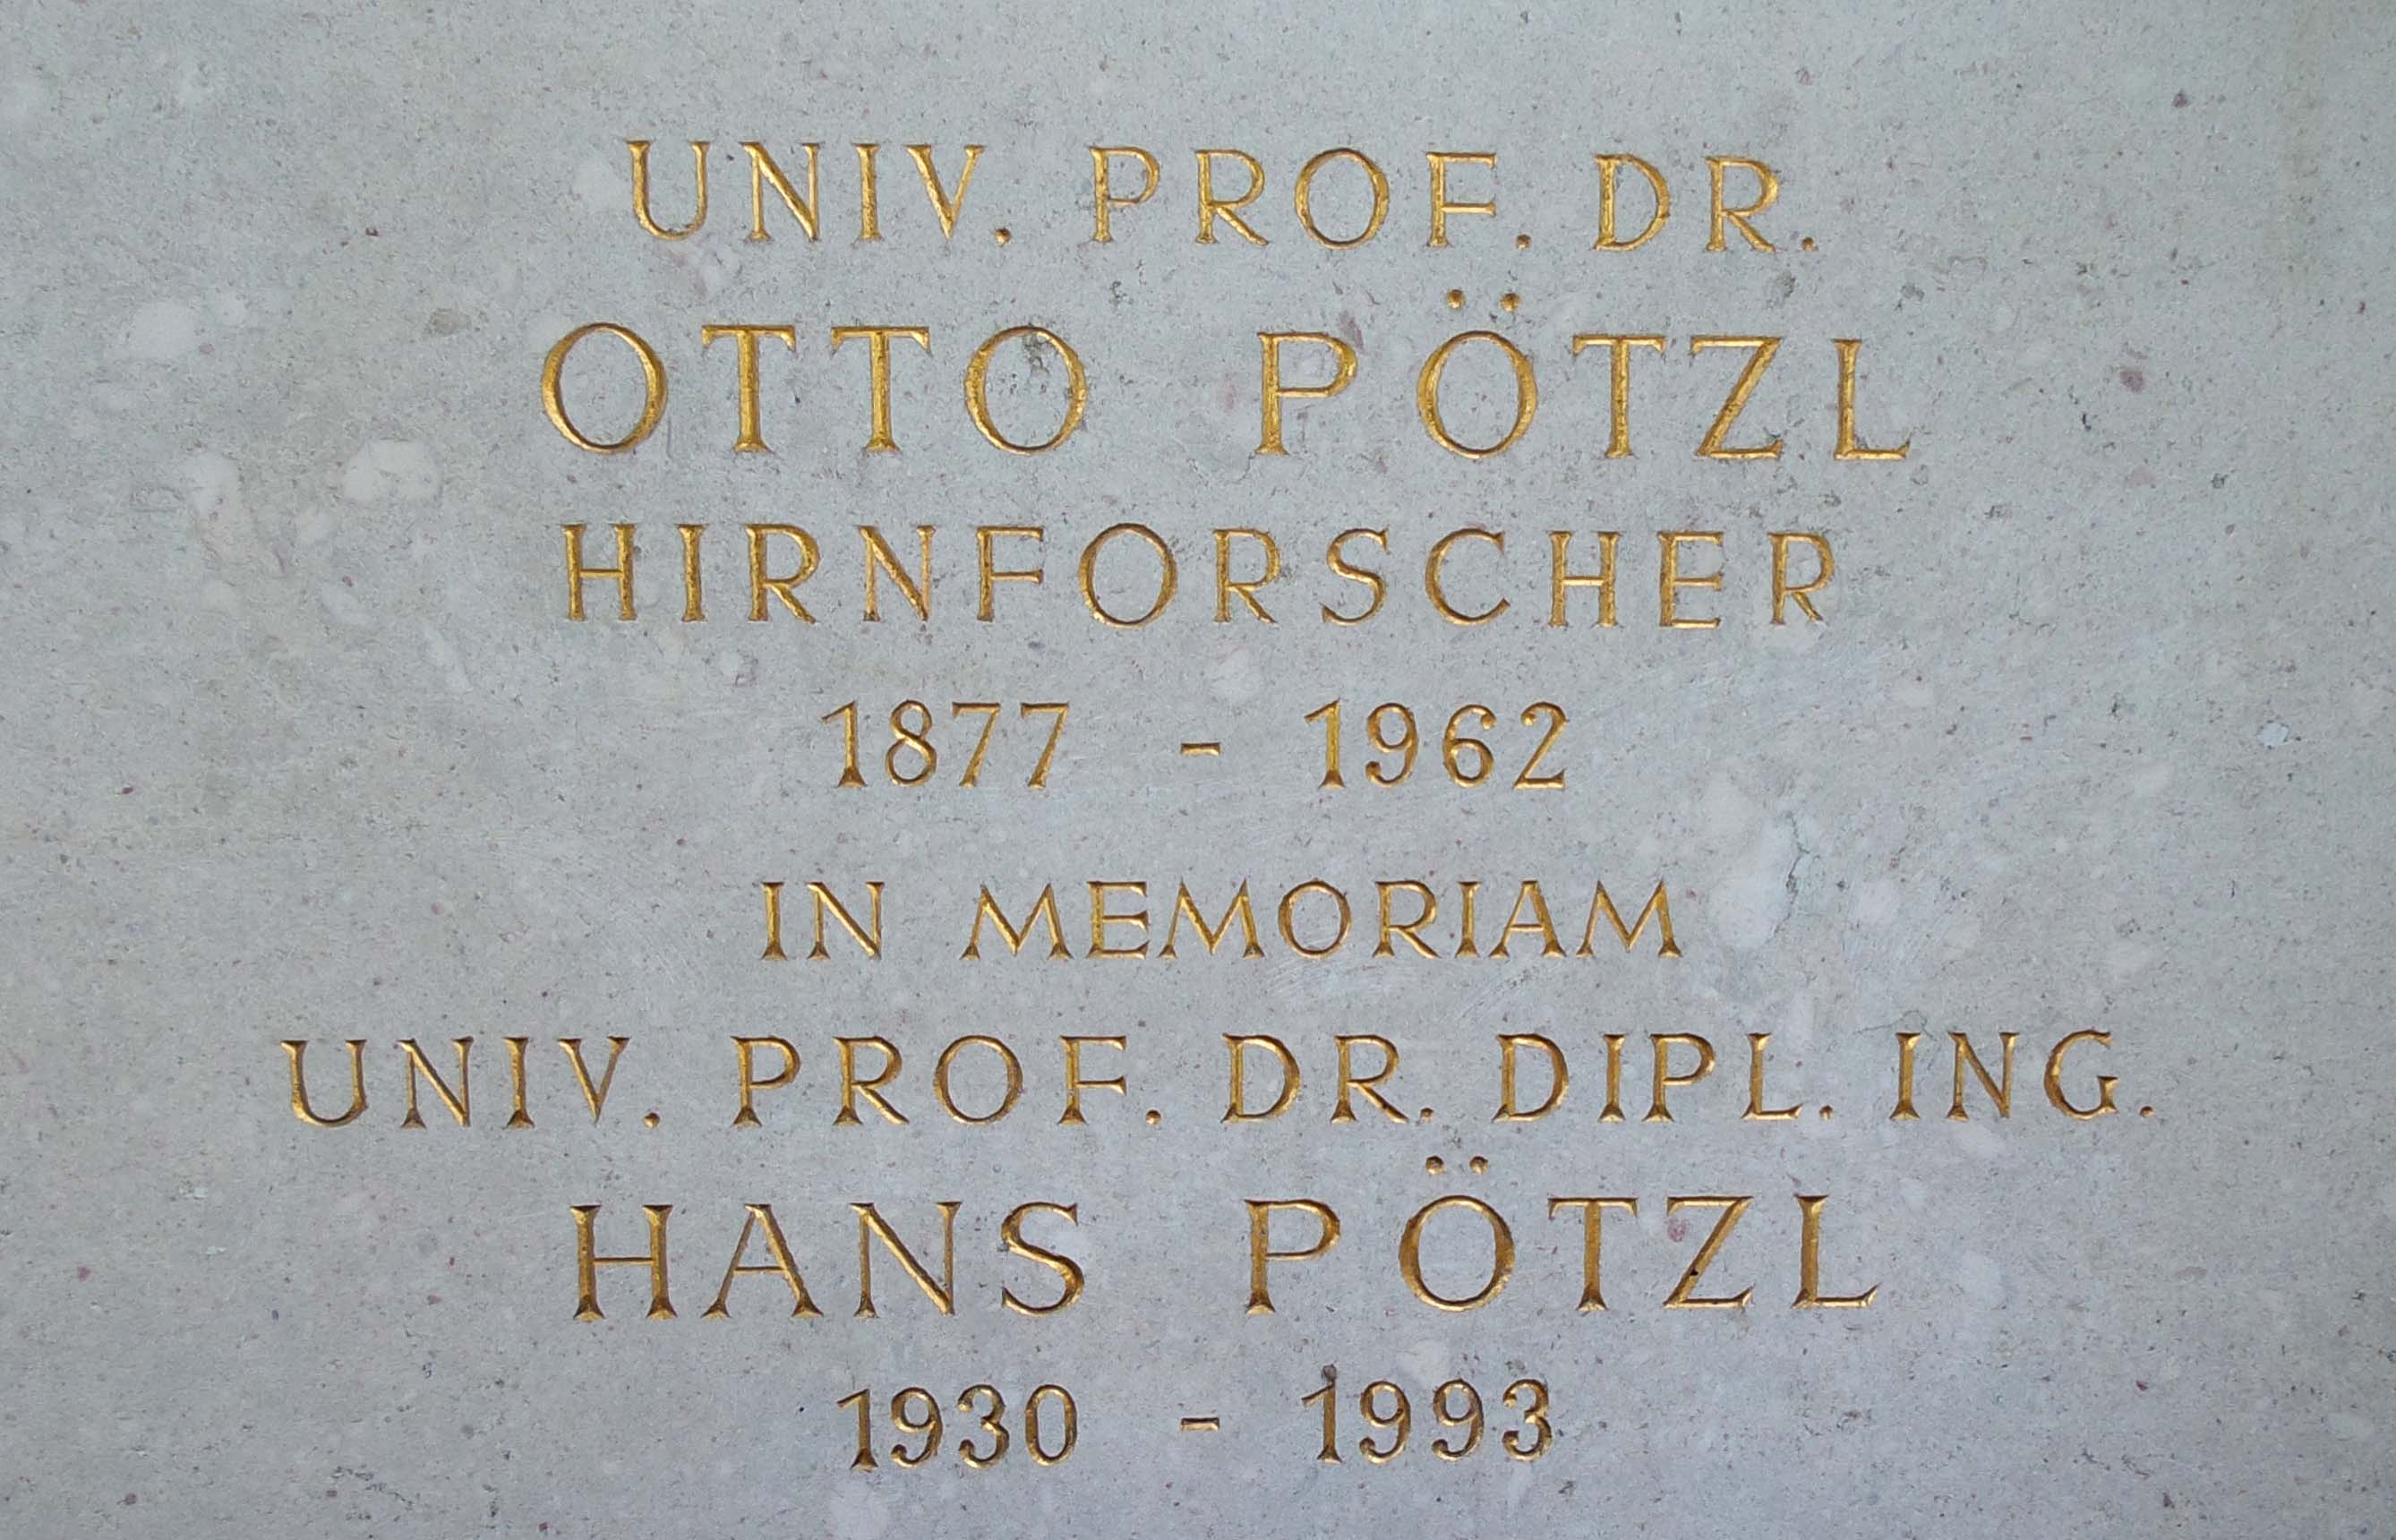 UNIV. PROF. DR.
OTTO PÖTZL
HIRNFORSCHER
1877 - 1962
IN MEMORIAM
UNIV. PROF. DR. DIPL. ING.
HANS PÖTZL
1930 - 1993